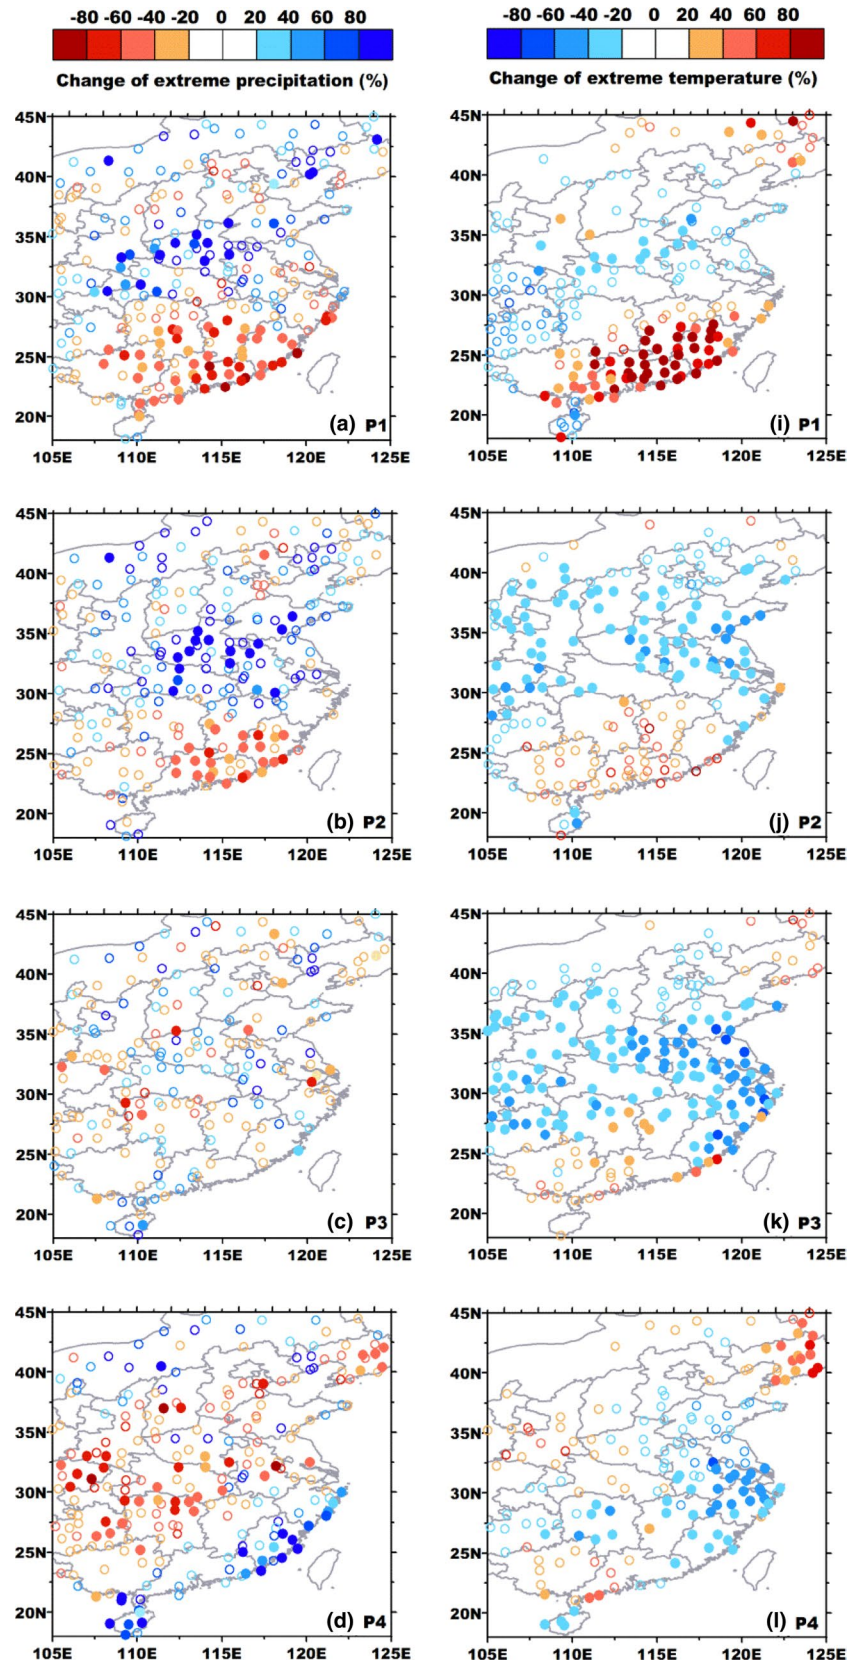 -80 -60 -40 -20 0 20 40 60 80
Change of extreme precipitation (%)
-80 -60 -40 -20 0 20 40 60 80
Change of extreme temperature (%)
45N
40N
35N
30N
25N
20N
(a) P1
105E 110E 115E 120E 125E
45N
40N
35N
30N
25N
20N
(i) P1
105E 110E 115E 120E 125E
45N
40N
35N
30N
25N
20N
(b) P2
105E 110E 115E 120E 125E
45N
40N
35N
30N
25N
20N
(j) P2
105E 110E 115E 120E 125E
45N
40N
35N
30N
25N
20N
(c) P3
105E 110E 115E 120E 125E
45N
40N
35N
30N
25N
20N
(k) P3
105E 110E 115E 120E 125E
45N
40N
35N
30N
25N
20N
(d) P4
105E 110E 115E 120E 125E
45N
40N
35N
30N
25N
20N
(l) P4
105E 110E 115E 120E 125E